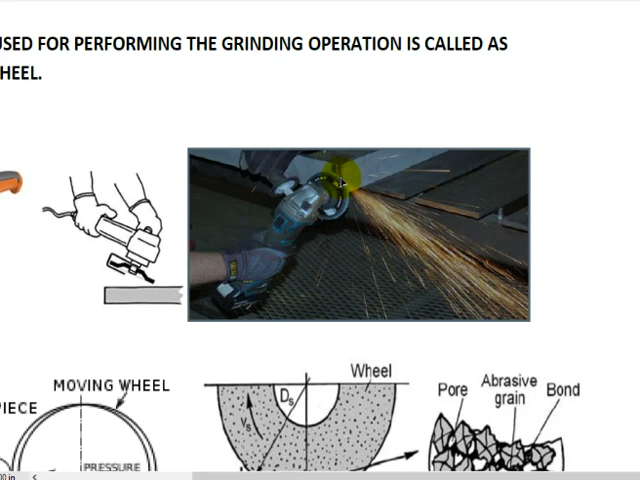 USED FOR PERFORMING THE GRINDING OPERATION IS CALLED AS
HEEL.
MOVING WHEEL
PIECE
PRESSURE
Wheel
Ds
Vs
Pore
Abrasive
grain
Bond